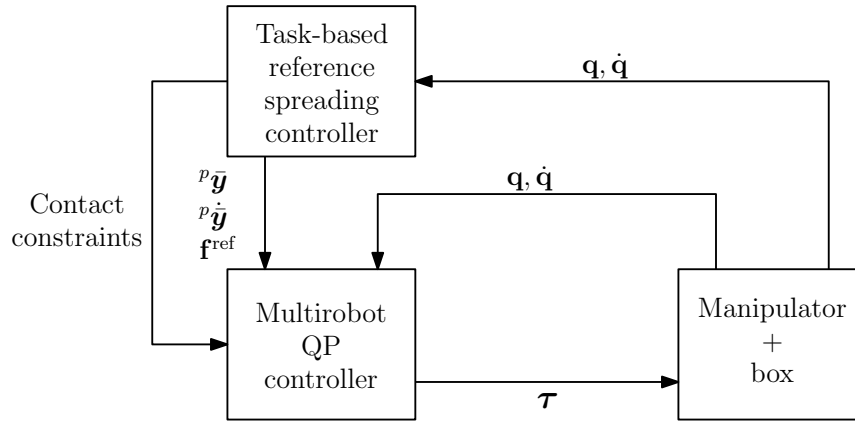 Task-based
reference
spreading
controller
q, q̇
ᵖȳ
ᵖẏ̄
f^ref
q, q̇
Contact
constraints
Multirobot
QP
controller
Manipulator
+
box
τ